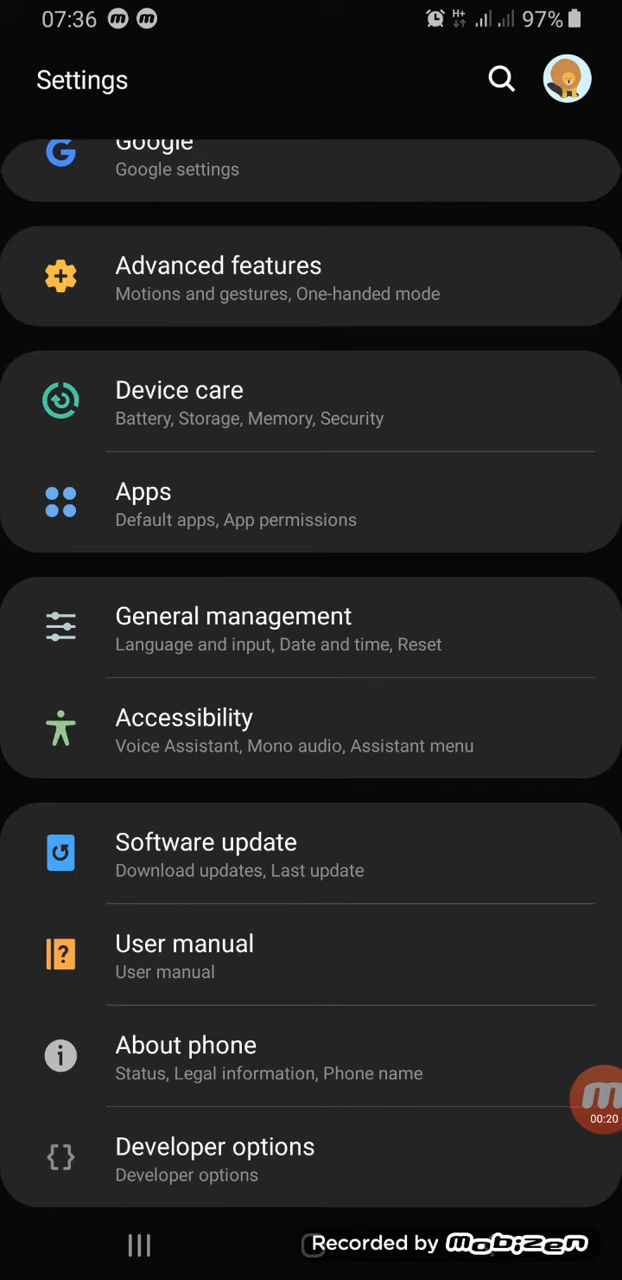 07:36
97%
Settings
Google
Google settings
Advanced features
Motions and gestures, One-handed mode
Device care
Battery, Storage, Memory, Security
Apps
Default apps, App permissions
General management
Language and input, Date and time, Reset
Accessibility
Voice Assistant, Mono audio, Assistant menu
Software update
Download updates, Last update
User manual
User manual
About phone
Status, Legal information, Phone name
00:20
Developer options
Developer options
Recorded by mobizen